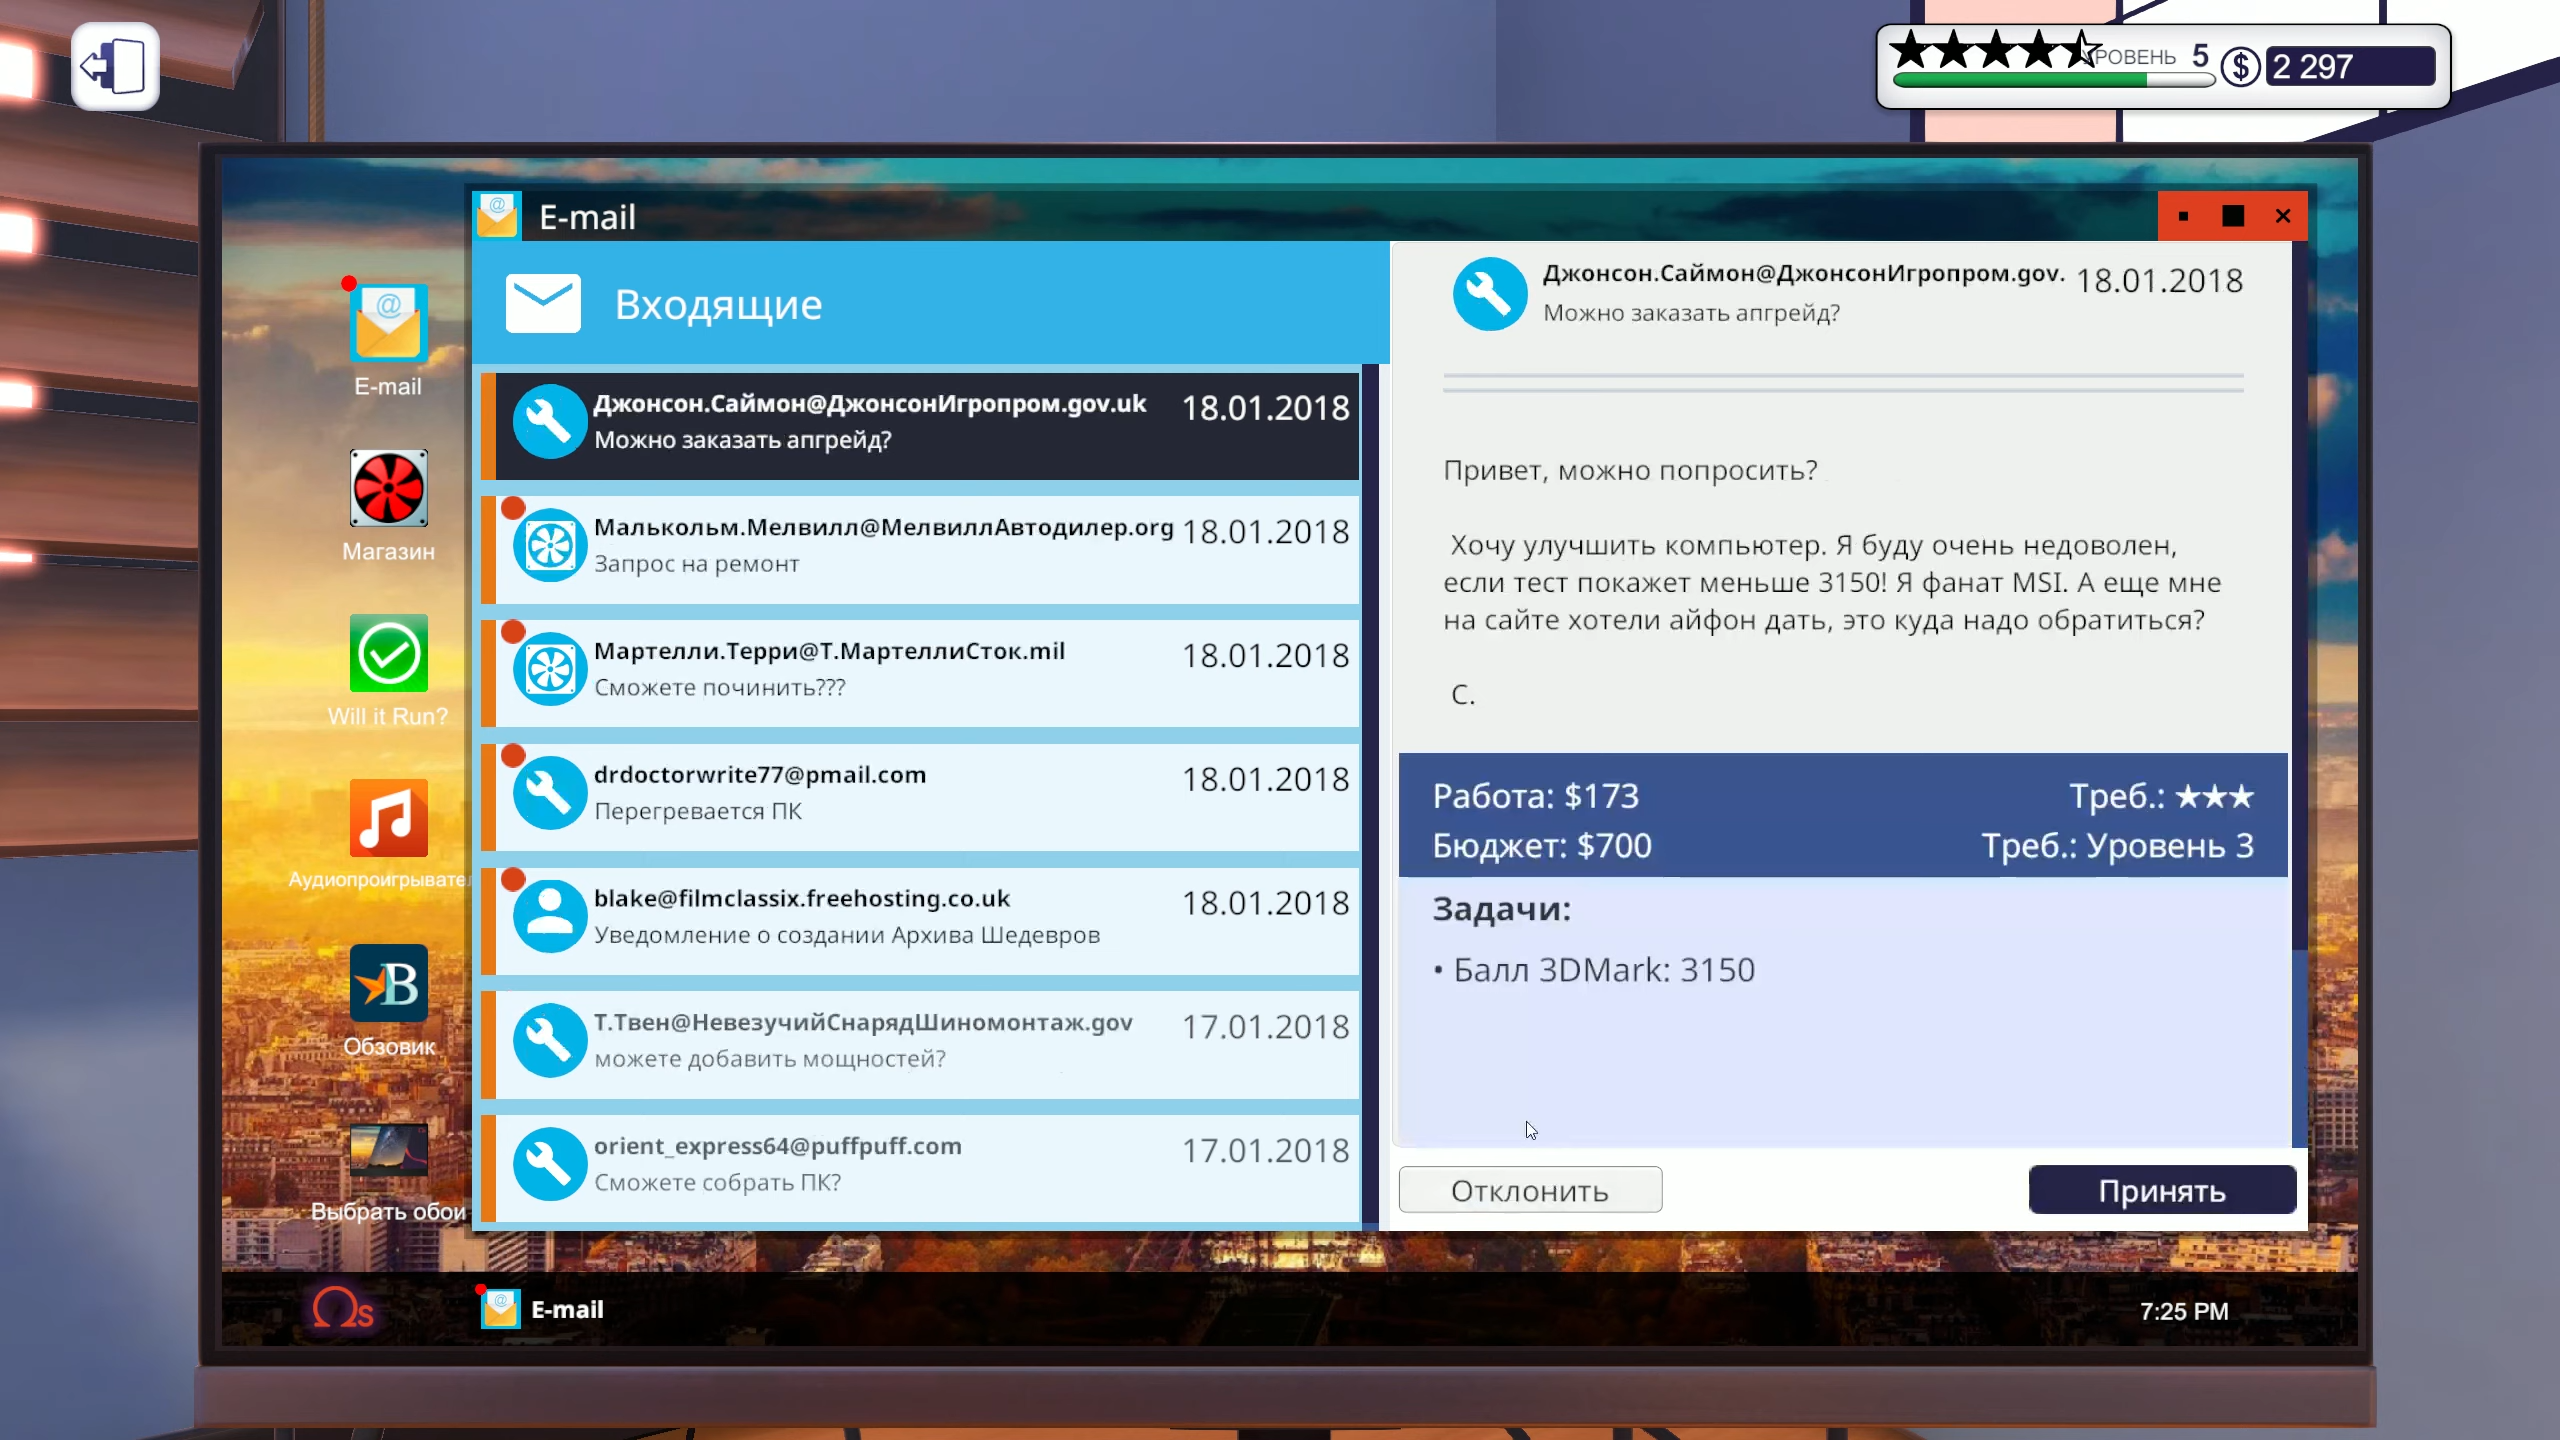 УРОВЕНЬ 5
2 297
E-mail
Входящие
Джонсон.Саймон@ДжонсонИгропром.gov.uk 18.01.2018
Можно заказать апгрейд?
Малькольм.Мелвилл@МелвиллАвтодилер.org 18.01.2018
Запрос на ремонт
Мартелли.Терри@Т.МартеллиСток.mil 18.01.2018
Сможете починить???
drdoctorwrite77@pmail.com 18.01.2018
Перегревается ПК
blake@filmclassix.freehosting.co.uk 18.01.2018
Уведомление о создании Архива Шедевров
Т.Твен@НевезучийСнарядШиномонтаж.gov 17.01.2018
можете добавить мощностей?
orient_express64@puffpuff.com 17.01.2018
Сможете собрать ПК?
Джонсон.Саймон@ДжонсонИгропром.gov. 18.01.2018
Можно заказать апгрейд?
Привет, можно попросить?
Хочу улучшить компьютер. Я буду очень недоволен,
если тест покажет меньше 3150! Я фанат MSI. А еще мне
на сайте хотели айфон дать, это куда надо обратиться?
С.
Работа: $173 Треб.: ★★★
Бюджет: $700 Треб.: Уровень 3
Задачи:
• Балл 3DMark: 3150
Отклонить
Принять
E-mail
Магазин
Will it Run?
Аудиопроигрывате
Обзовик
Выбрать обои
E-mail
7:25 PM